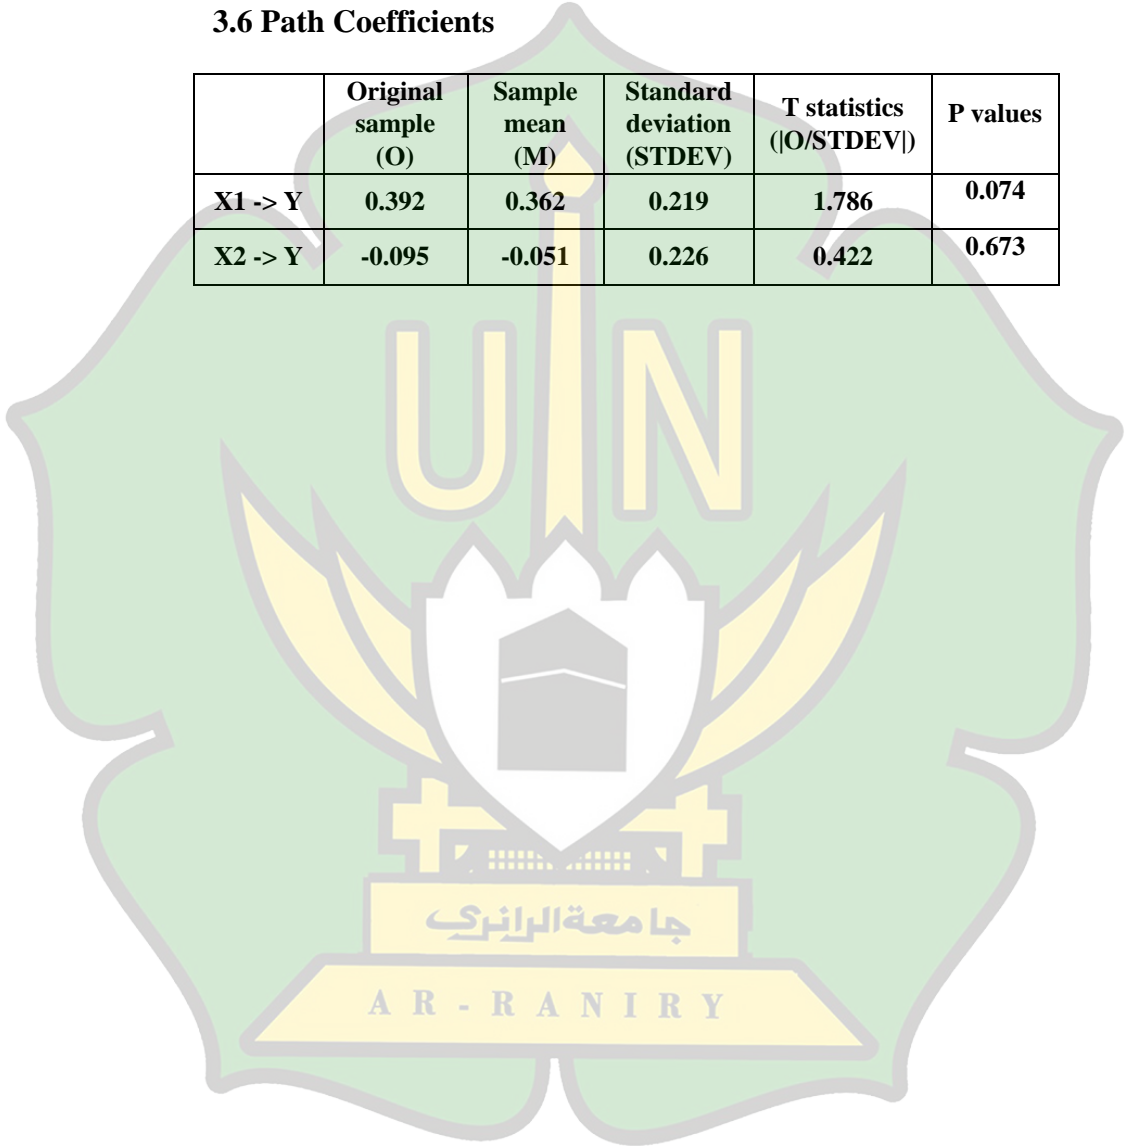 3.6 Path Coefficients
Original sample (O) Sample mean (M) Standard deviation (STDEV) T statistics (|O/STDEV|) P values
X1 -> Y 0.392 0.362 0.219 1.786 0.074
X2 -> Y -0.095 -0.051 0.226 0.422 0.673
UIN
جامعة الرانري
AR-RANIRY